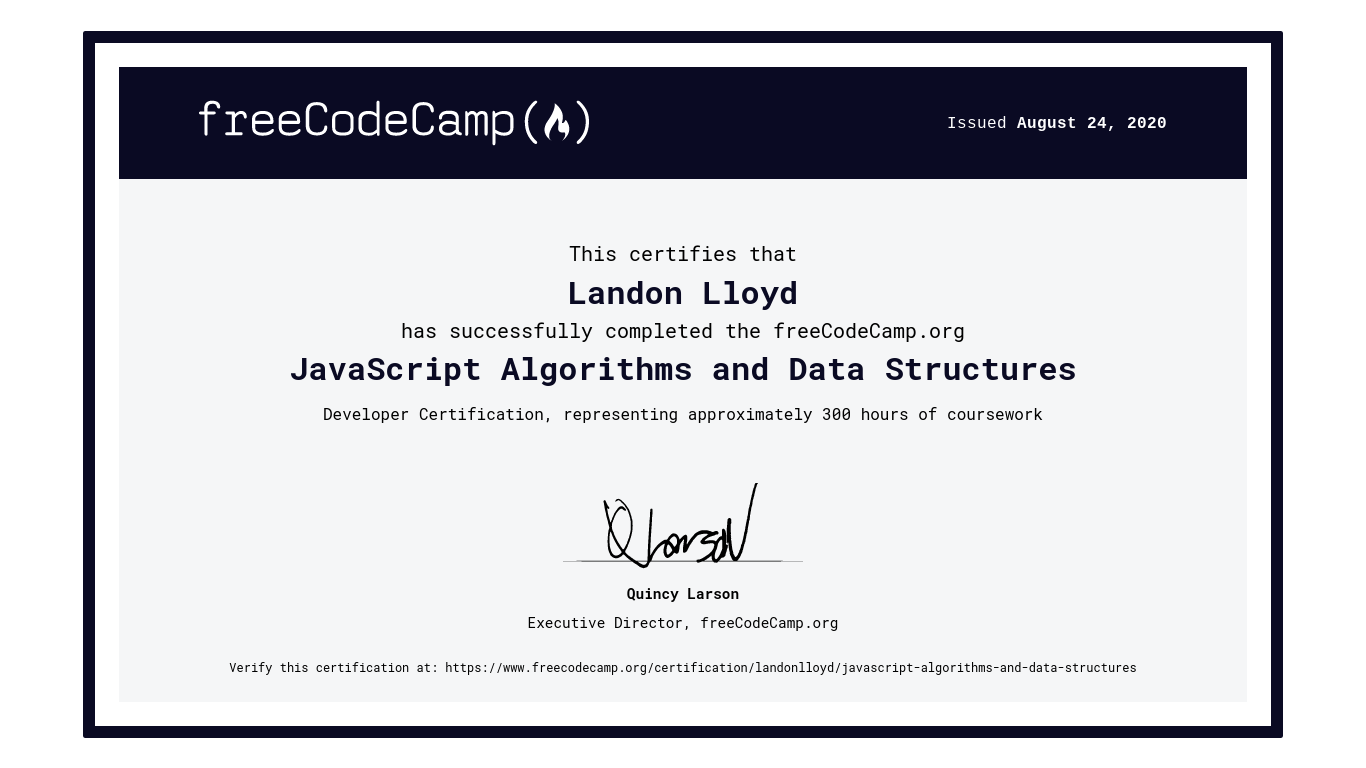 freeCodeCamp
Issued August 24, 2020
This certifies that
Landon Lloyd
has successfully completed the freeCodeCamp.org
JavaScript Algorithms and Data Structures
Developer Certification, representing approximately 300 hours of coursework
Q Larson
Quincy Larson
Executive Director, freeCodeCamp.org
Verify this certification at: https://www.freecodecamp.org/certification/landonlloyd/javascript-algorithms-and-data-structures